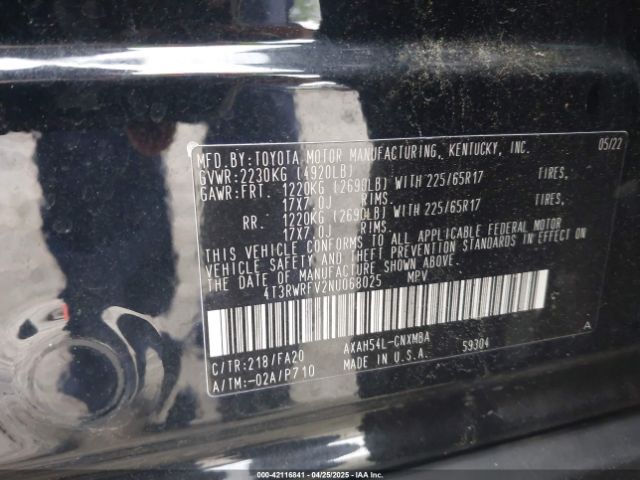 MFD. BY: TOYOTA MOTOR MANUFACTURING, KENTUCKY, INC. 05/22
GVWR: 2230KG (4920LB)
GAWR: FRT. 1220KG (2690LB) WITH 225/65R17 TIRES,
17X7.0J RIMS.
RR. 1220KG (2690LB) WITH 225/65R17 TIRES,
17X7.0J RIMS.
THIS VEHICLE CONFORMS TO ALL APPLICABLE FEDERAL MOTOR
VEHICLE SAFETY AND THEFT PREVENTION STANDARDS IN EFFECT ON
THE DATE OF MANUFACTURE SHOWN ABOVE.
4T3RWRFV2NU068025 MPV
A
C/TR: 218/FA20 AXAH54L-CNXMBA 59304
A/TM: -02A/P710 MADE IN U.S.A.
000-42116841 - 04/25/2025 - iaai.com